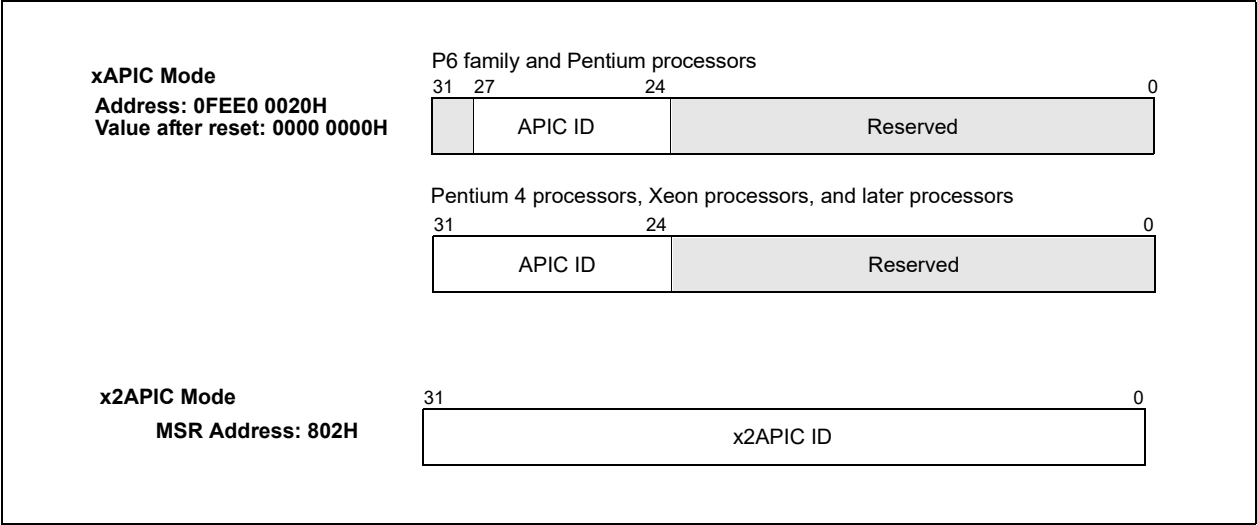 xAPIC Mode
Address: 0FEE0 0020H
Value after reset: 0000 0000H
P6 family and Pentium processors
31 27 24 0
APIC ID Reserved
Pentium 4 processors, Xeon processors, and later processors
31 24 0
APIC ID Reserved
x2APIC Mode
MSR Address: 802H
31 0
x2APIC ID